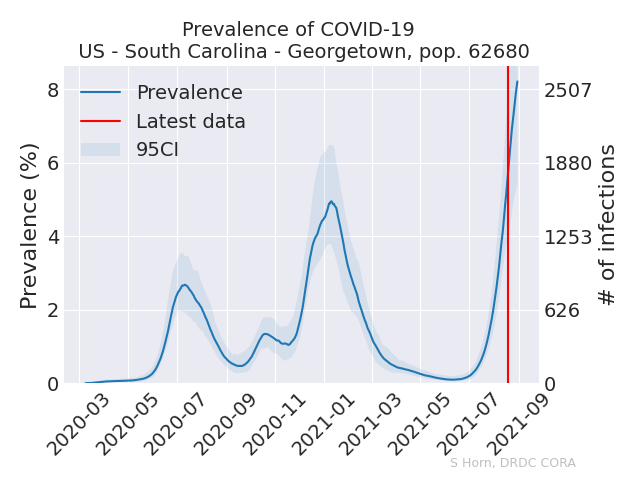 Prevalence of COVID-19
US - South Carolina - Georgetown, pop. 62680
Prevalence (%)
8
6
4
2
0
Prevalence
Latest data
95CI
2507
1880
1253
626
0
# of infections
2020-03
2020-05
2020-07
2020-09
2020-11
2021-01
2021-03
2021-05
2021-07
2021-09
S Horn, DRDC CORA